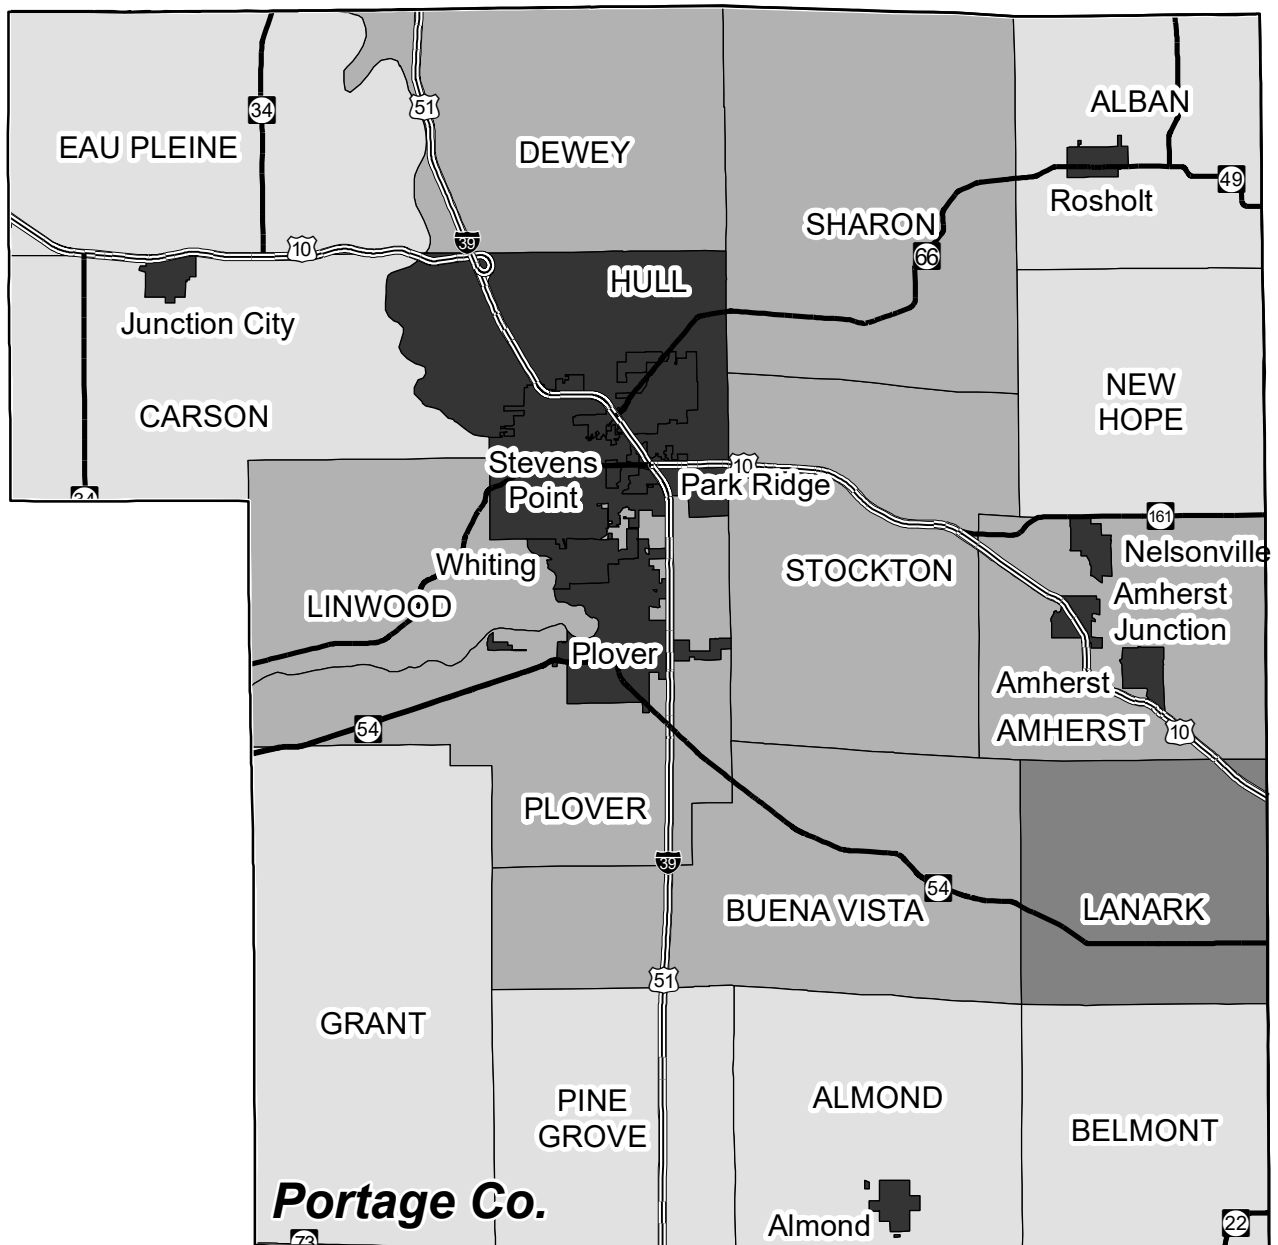 34
51
ALBAN
EAU PLEINE
DEWEY
49
Rosholt
SHARON
39
10
66
HULL
Junction City
NEW
HOPE
CARSON
Stevens
Point
10
Park Ridge
34
161
Nelsonville
Whiting
STOCKTON
Amherst
Junction
LINWOOD
Plover
Amherst
54
AMHERST
10
PLOVER
39
54
BUENA VISTA
LANARK
51
GRANT
PINE
GROVE
ALMOND
BELMONT
Portage Co.
Almond
22
73